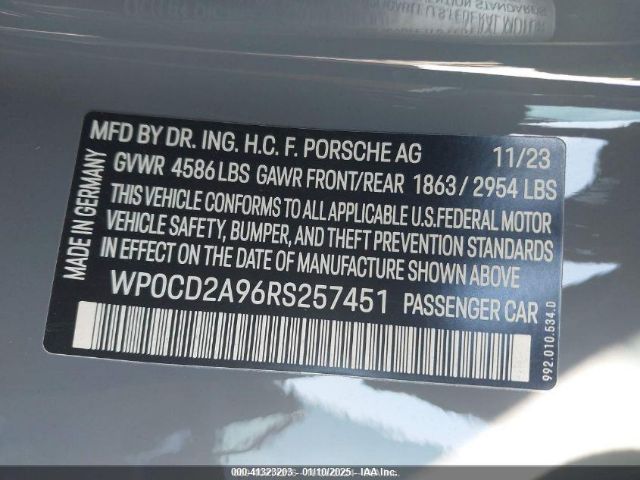 MFD BY DR. ING. H.C. F. PORSCHE AG 11/23
GVWR 4586 LBS GAWR FRONT/REAR 1863/2954 LBS
THIS VEHICLE CONFORMS TO ALL APPLICABLE U.S.FEDERAL MOTOR
VEHICLE SAFETY, BUMPER, AND THEFT PREVENTION STANDARDS
IN EFFECT ON THE DATE OF MANUFACTURE SHOWN ABOVE.
WP0CD2A96RS257451 PASSENGER CAR
MADE IN GERMANY
992.010.534.0
000-41323203 - 01/10/2025 - IAA Inc.